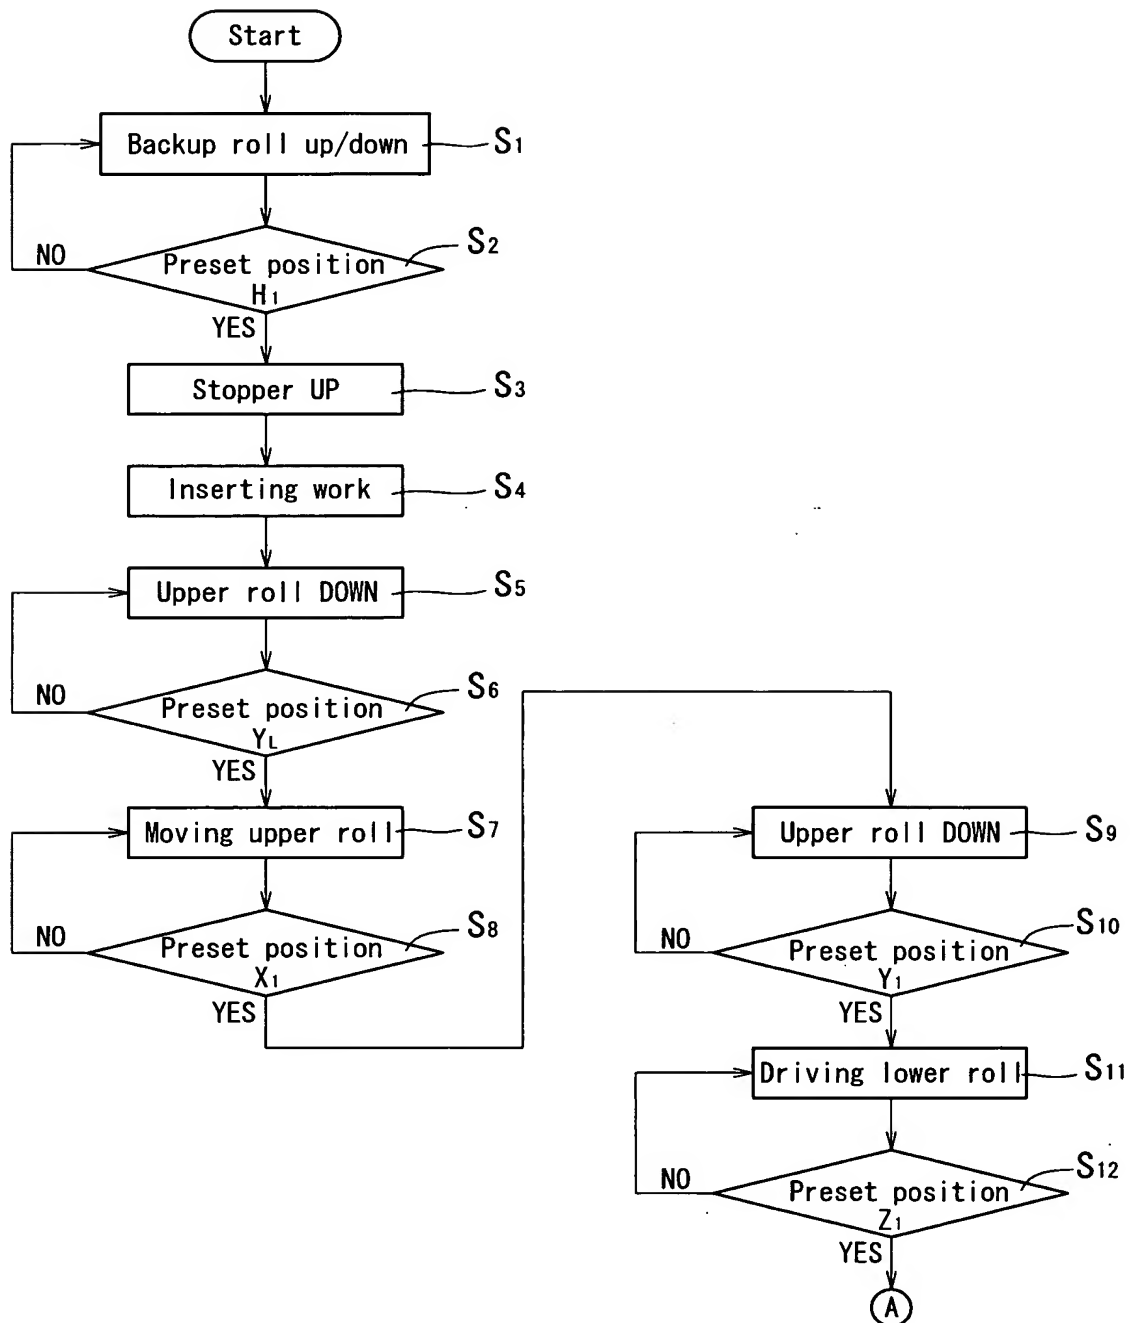 Start
Backup roll up/down
S1
NO
Preset position
H1
S2
YES
Stopper UP
S3
Inserting work
S4
Upper roll DOWN
S5
NO
Preset position
YL
S6
YES
Moving upper roll
S7
NO
Preset position
X1
S8
YES
Upper roll DOWN
S9
NO
Preset position
Y1
S10
YES
Driving lower roll
S11
NO
Preset position
Z1
S12
YES
A